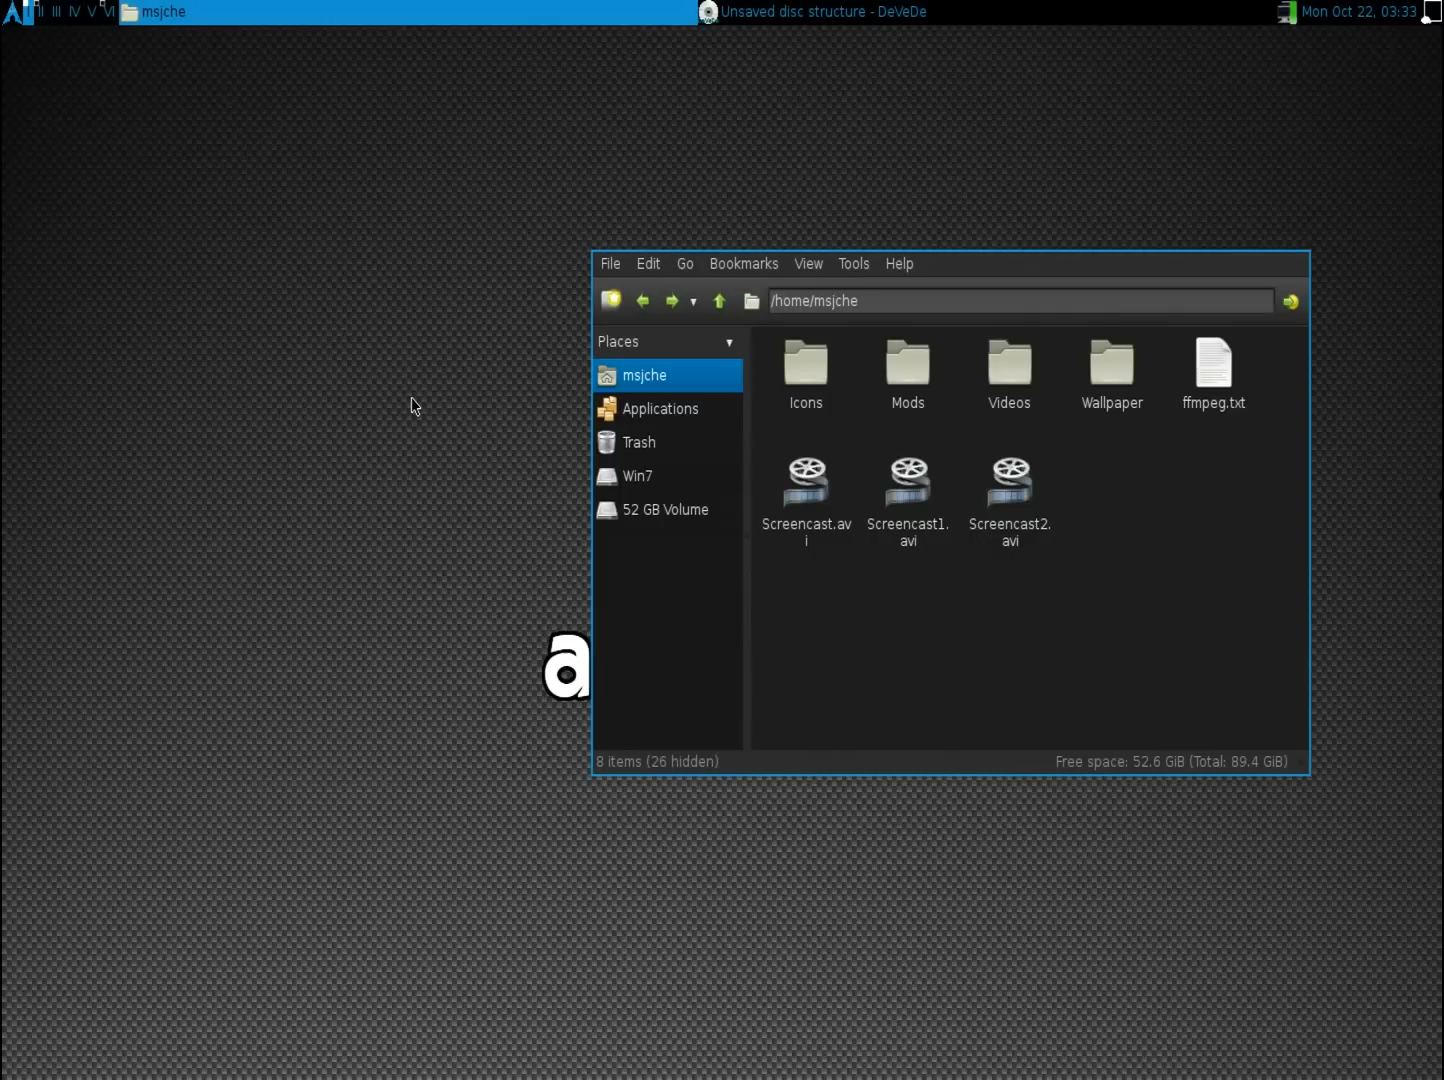 II III IV V VI msjche Unsaved disc structure - DeVeDe Mon Oct 22, 03:33
File Edit Go Bookmarks View Tools Help
/home/msjche
Places
msjche
Applications
Trash
Win7
52 GB Volume
Icons Mods Videos Wallpaper ffmpeg.txt
Screencast.av Screencast1. Screencast2.
i avi avi
a
8 items (26 hidden) Free space: 52.6 GiB (Total: 89.4 GiB)